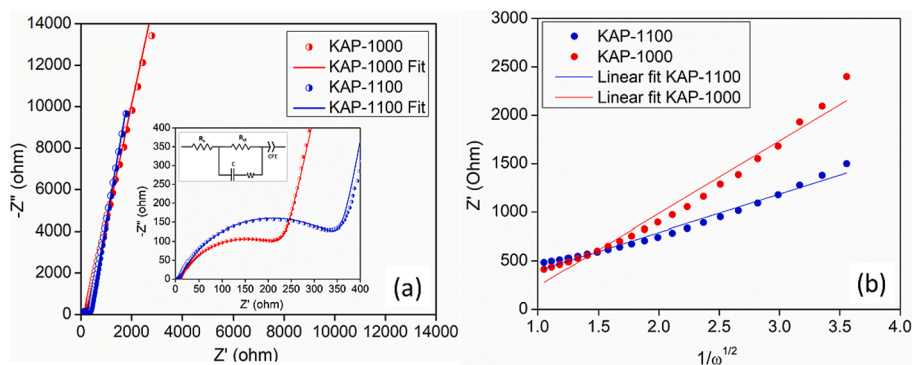 14000
12000
10000
8000
6000
4000
2000
0
-Z'' (ohm)
KAP-1000
KAP-1000 Fit
KAP-1100
KAP-1100 Fit
400
350
300
250
200
150
100
50
0
-Z'' (ohm)
C
W
CPE
0 50 100 150 200 250 300 350 400
Z' (ohm)
(a)
0 2000 4000 6000 8000 10000 12000 14000
Z' (ohm)
3000
2500
2000
1500
1000
500
0
Z' (Ohm)
KAP-1100
KAP-1000
Linear fit KAP-1100
Linear fit KAP-1000
(b)
1.0 1.5 2.0 2.5 3.0 3.5 4.0
1/ω^1/2